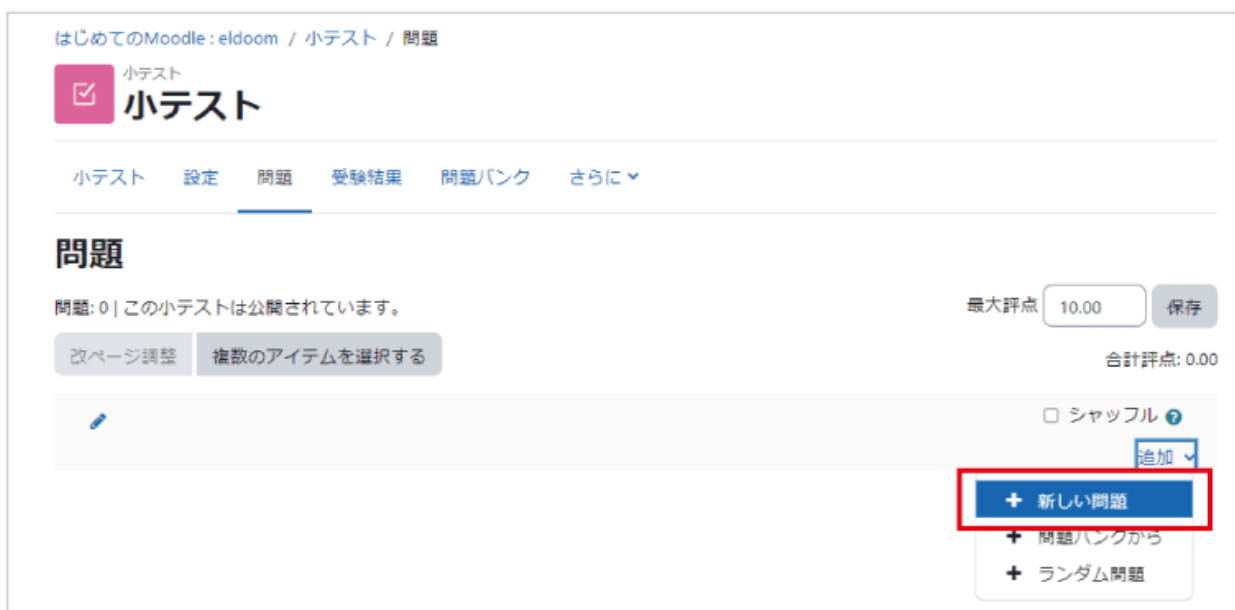 はじめてのMoodle : eldoom / 小テスト / 問題
小テスト
小テスト
小テスト 設定 問題 受験結果 問題バンク さらに
問題
問題: 0 | この小テストは公開されています。
最大評点 10.00 保存
改ページ調整 複数のアイテムを選択する
合計評点: 0.00
シャッフル
追加
+ 新しい問題
+ 問題バンクから
+ ランダム問題